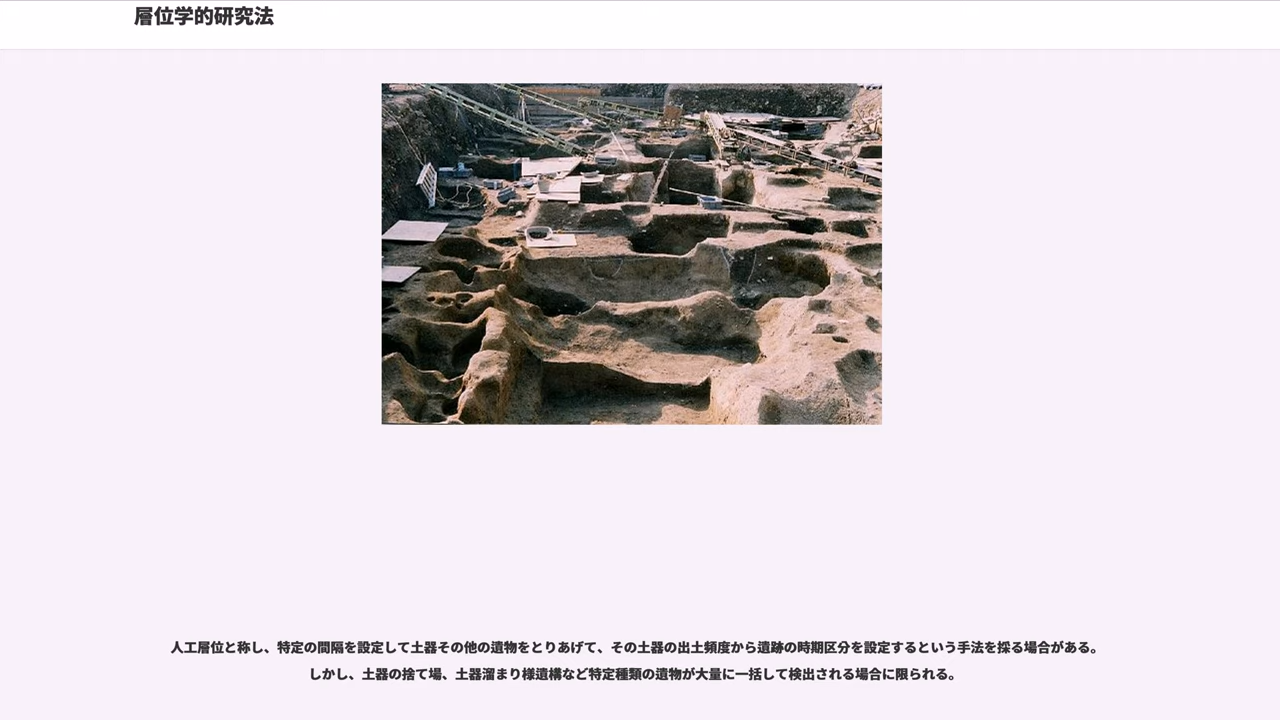 層位学的研究法
人工層位と称し、特定の間隔を設定して土器その他の遺物をとりあげて、その土器の出土頻度から遺跡の時期区分を設定するという手法を採る場合がある。
しかし、土器の捨て場、土器溜まり様遺構など特定種類の遺物が大量に一括して検出される場合に限られる。